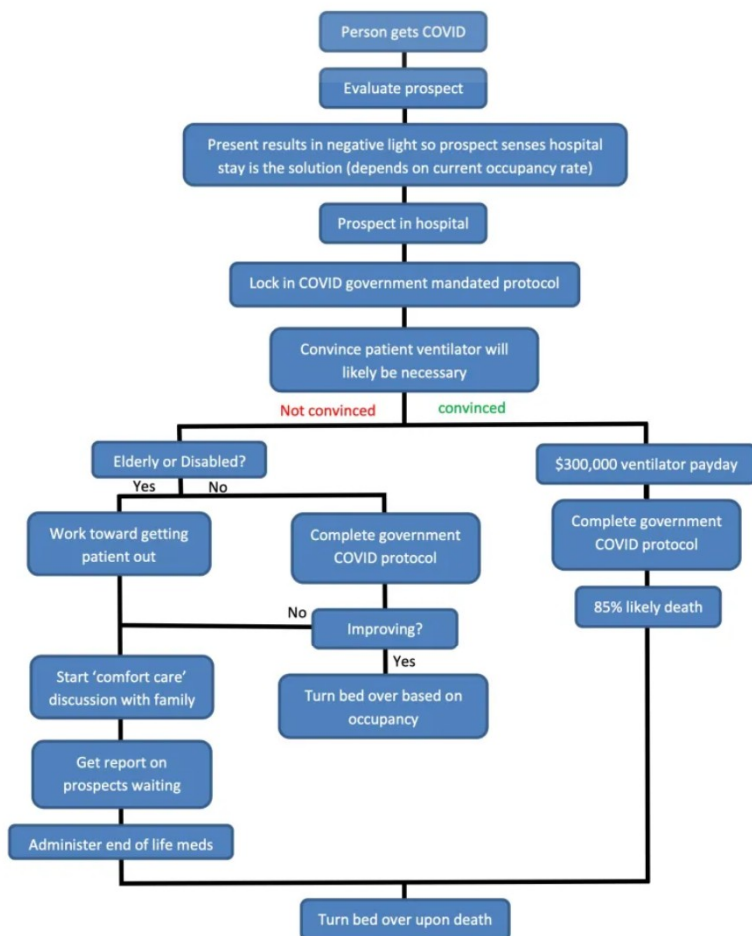 Person gets COVID
Evaluate prospect
Present results in negative light so prospect senses hospital
stay is the solution (depends on current occupancy rate)
Prospect in hospital
Lock in COVID government mandated protocol
Convince patient ventilator will
likely be necessary
Not convinced
convinced
Elderly or Disabled?
$300,000 ventilator payday
Yes
No
Work toward getting
patient out
Complete government
COVID protocol
Complete government
COVID protocol
85% likely death
No
Improving?
Yes
Start ‘comfort care’
discussion with family
Turn bed over based on
occupancy
Get report on
prospects waiting
Administer end of life meds
Turn bed over upon death